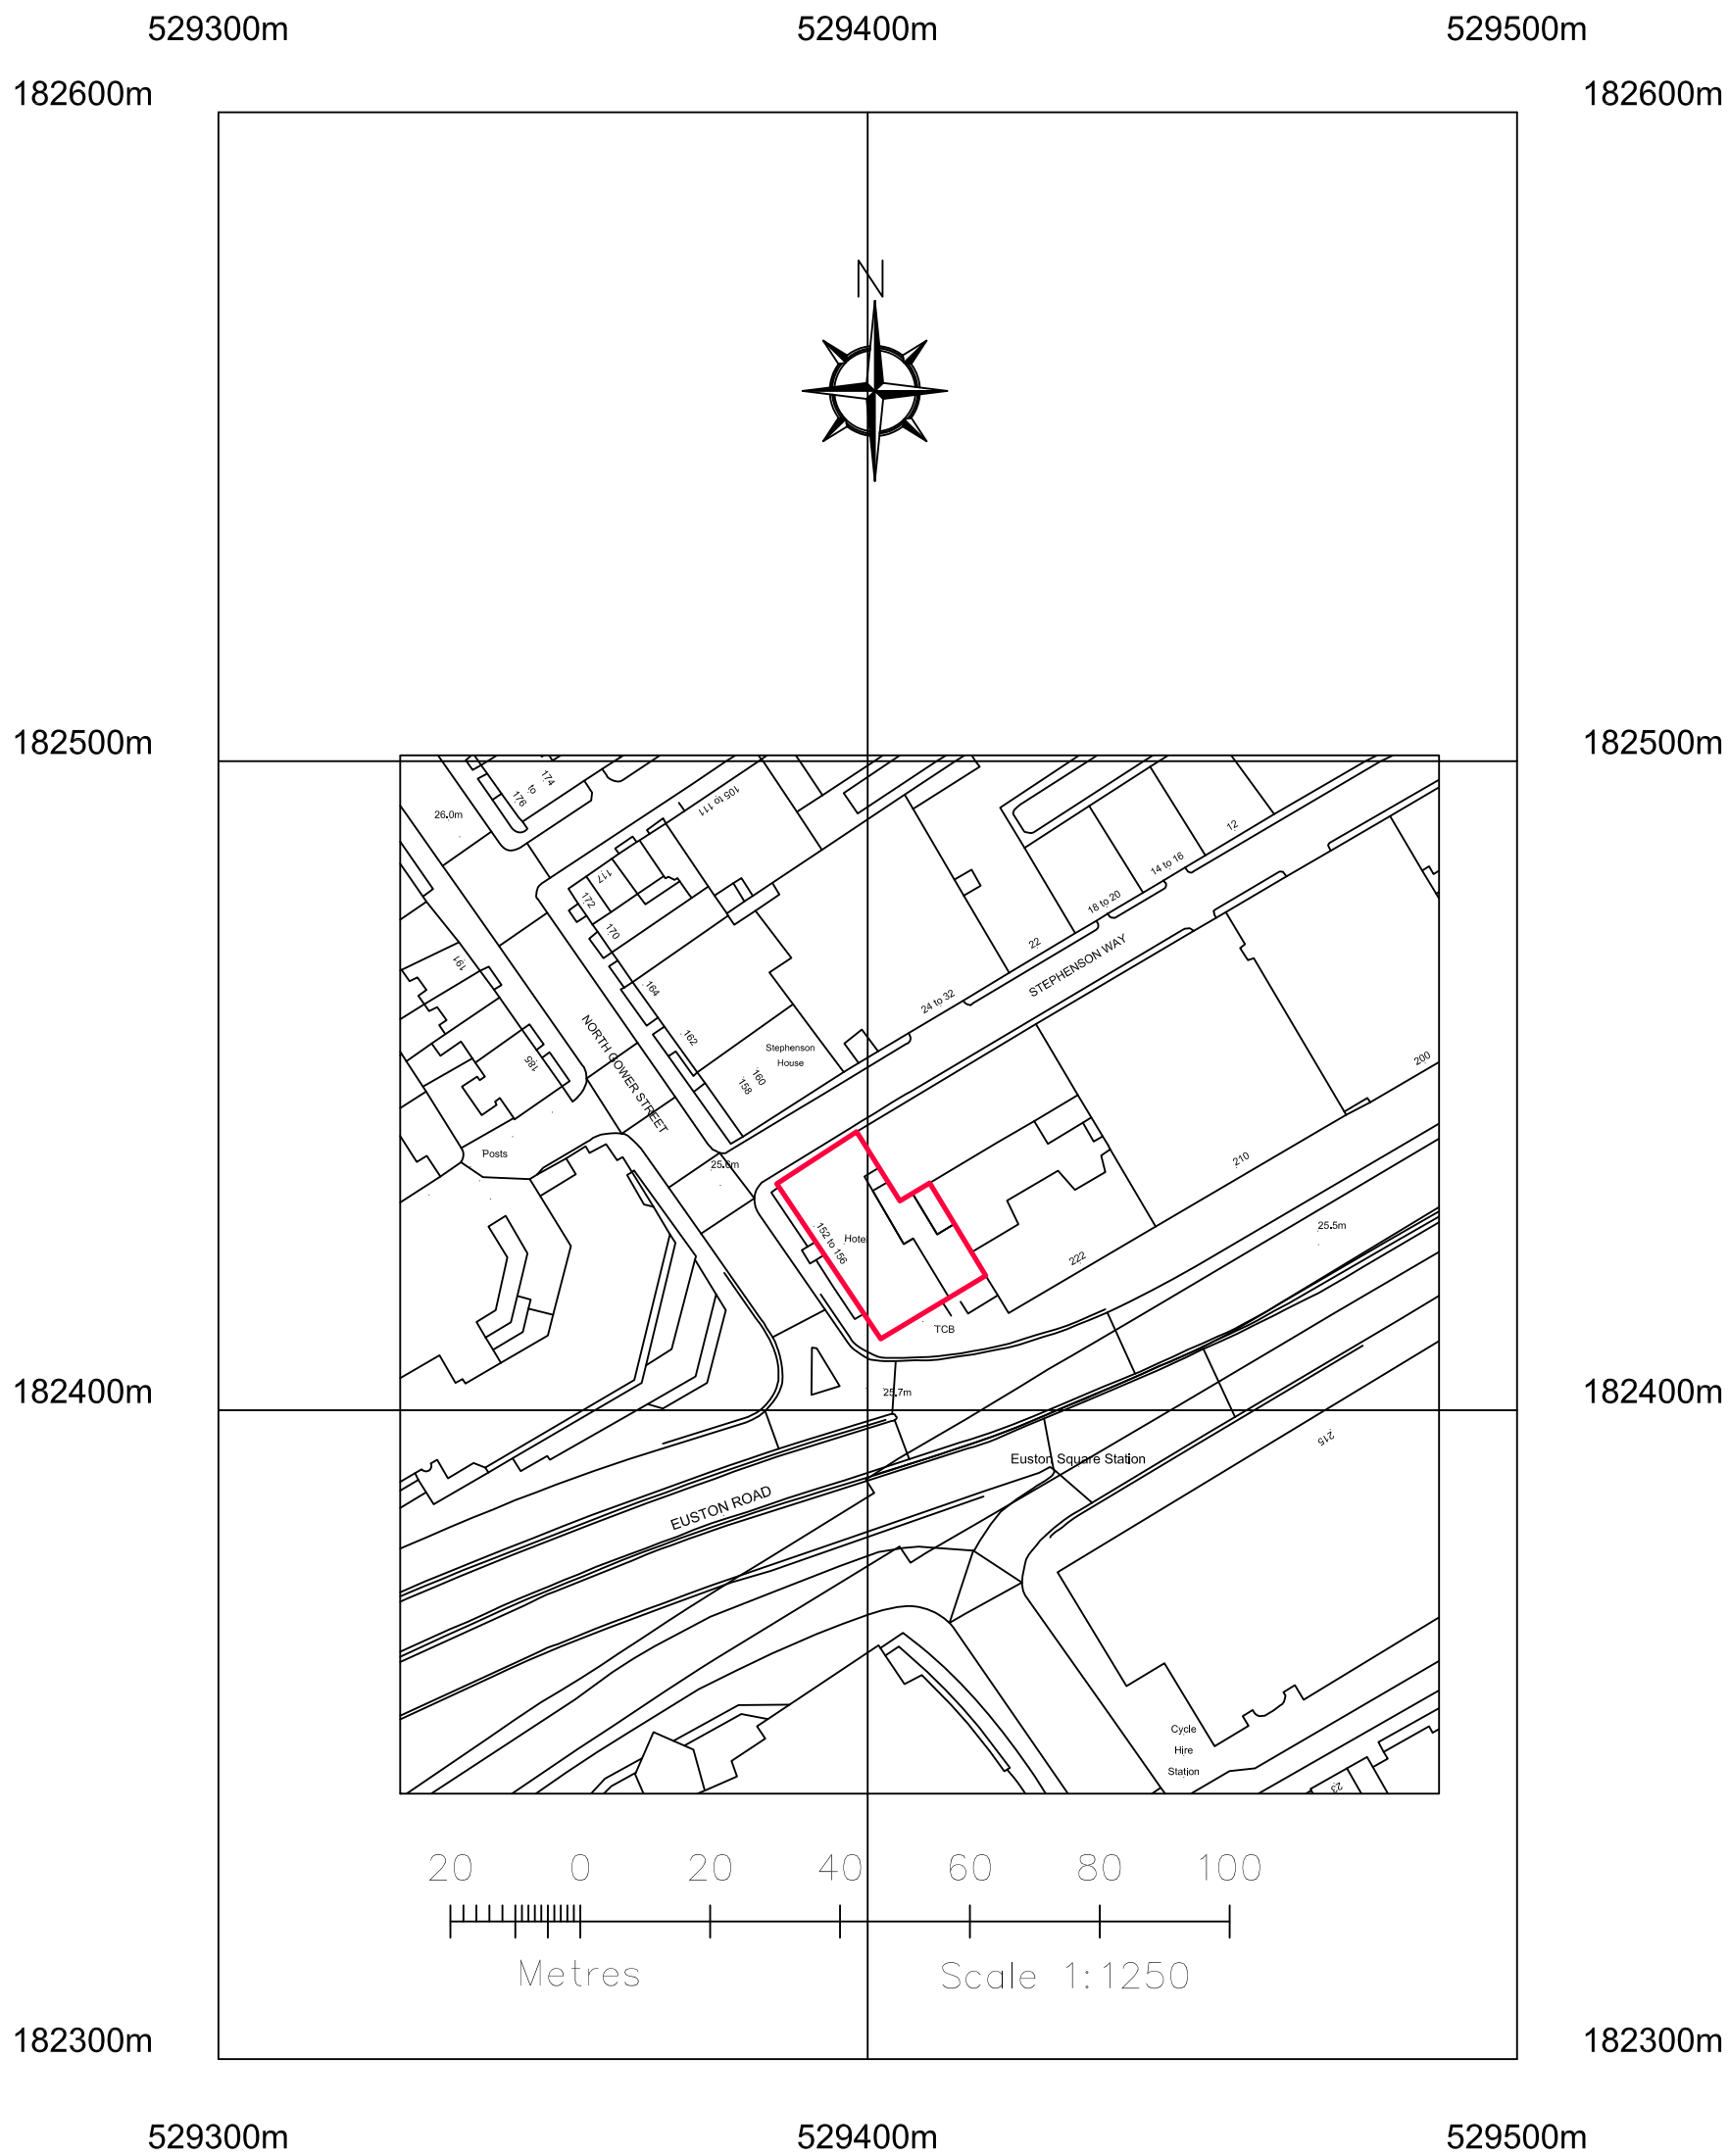 529300m 529400m 529500m
182600m 182600m
N
182500m 182500m
174
to
176
26.0m
105 to 111
12
117
14 to 16
172
18 to 20
170
22
191
STEPHENSON WAY
164
24 to 32
NORTH GOWER STREET
162
Stephenson
House
185
160
158
200
Posts
25.6m
210
152 to 156
Hotel
25.5m
222
TCB
182400m 182400m
25.7m
215
Euston Square Station
EUSTON ROAD
Cycle
Hire
Station
23
20 0 20 40 60 80 100
Metres Scale 1:1250
182300m 182300m
529300m 529400m 529500m